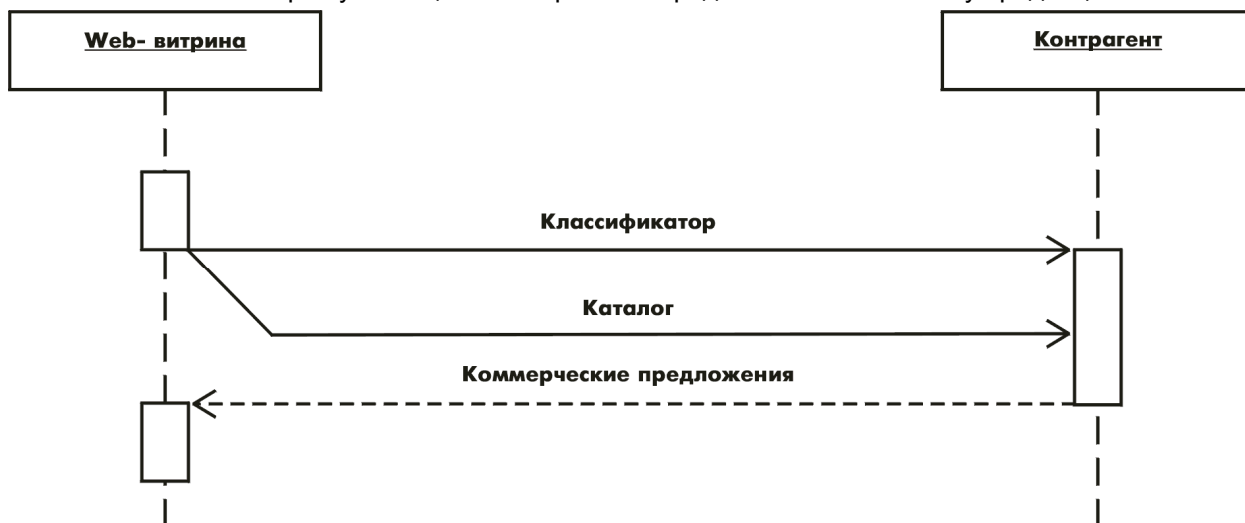 Web- витрина
Контрагент
Классификатор
Каталог
Коммерческие предложения